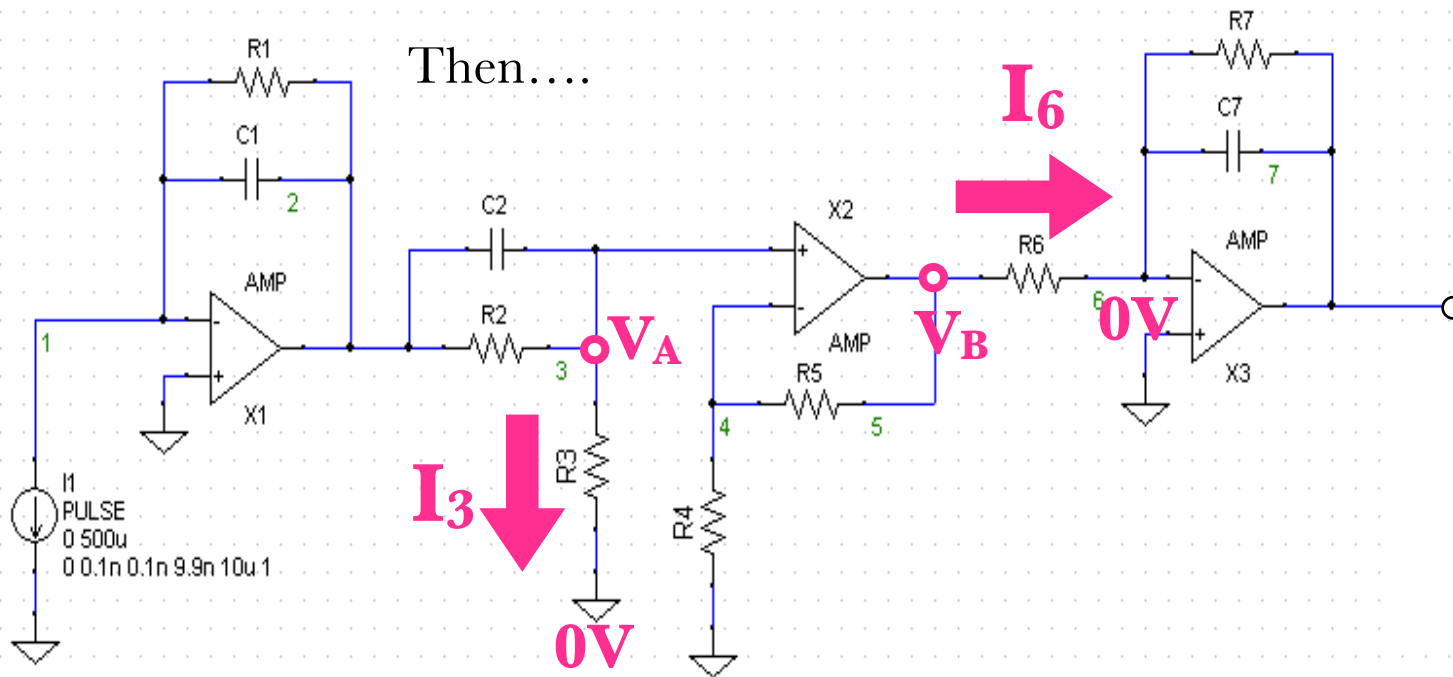 Then....
R1
C1
2
AMP
1
X1
I1
PULSE
0 500u
0 0.1n 0.1n 9.9n 10u 1
C2
R2
3
VA
I3
R3
0V
X2
AMP
VB
R5
4
5
R4
I6
R6
6
0V
R7
C7
7
AMP
X3
-
+
+
-
-
+